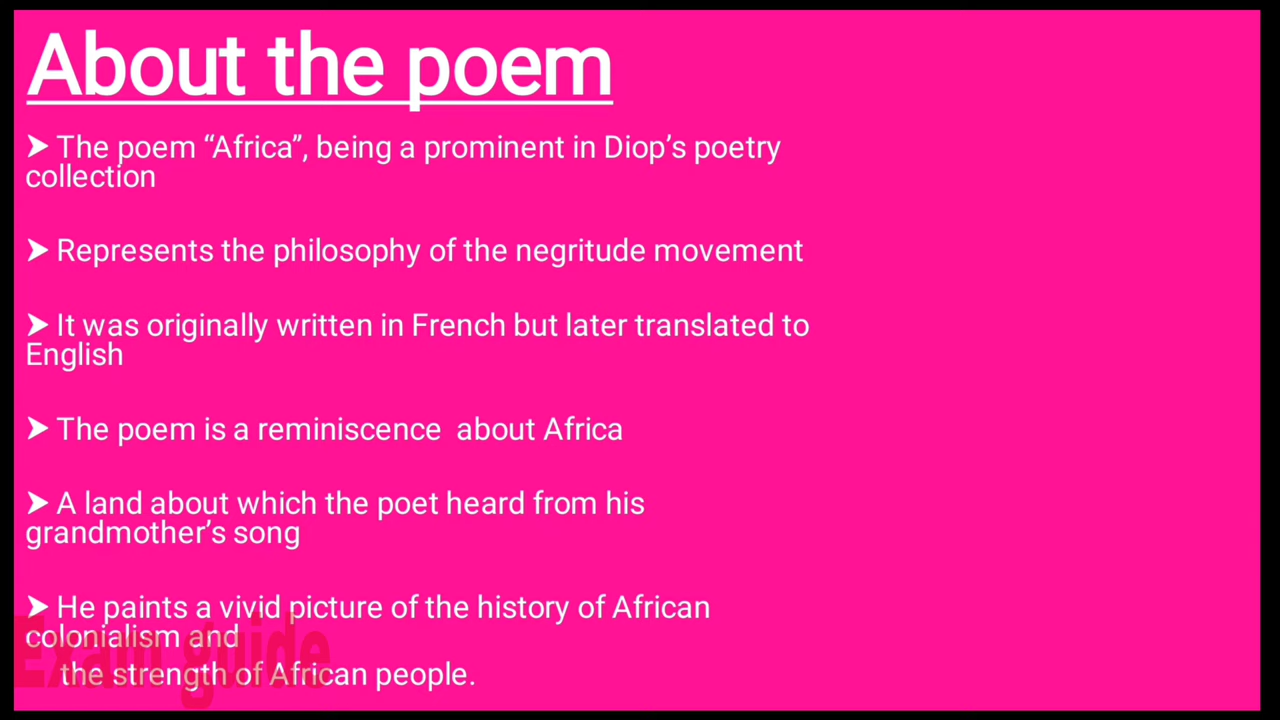 About the poem
➤ The poem “Africa”, being a prominent in Diop’s poetry
collection
➤ Represents the philosophy of the negritude movement
➤ It was originally written in French but later translated to
English
➤ The poem is a reminiscence  about Africa
➤ A land about which the poet heard from his
grandmother’s song
➤ He paints a vivid picture of the history of African
colonialism and
the strength of African people.
Exam guide